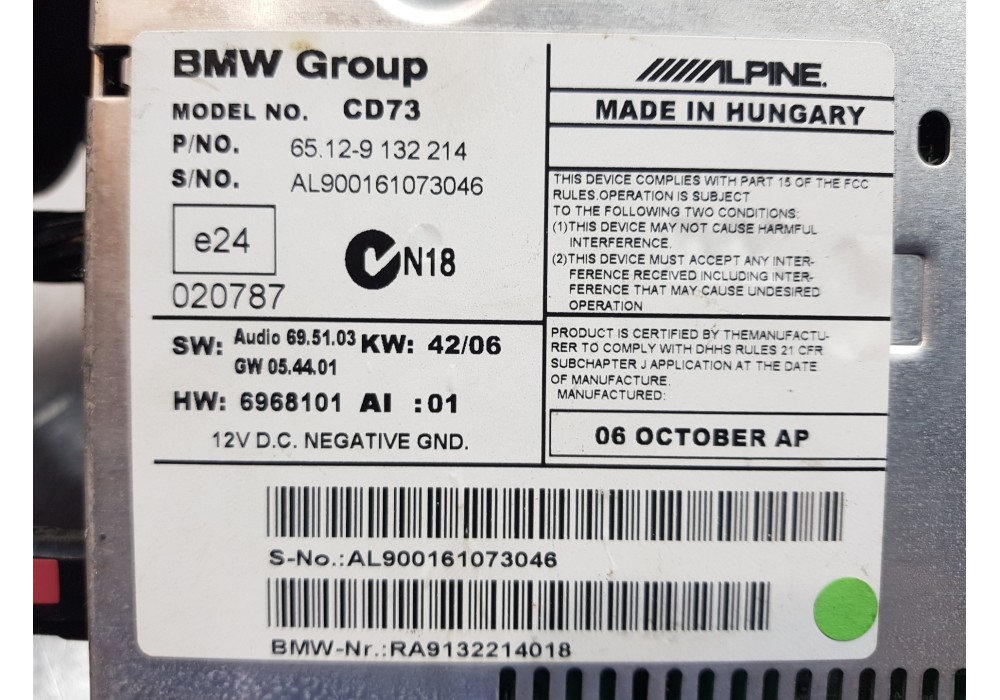 BMW Group
MODEL NO. CD73
P/NO. 65.12-9 132 214
S/NO. AL900161073046
e24
020787
N18
ALPINE.
MADE IN HUNGARY
THIS DEVICE COMPLIES WITH PART 15 OF THE FCC
RULES.OPERATION IS SUBJECT
TO THE FOLLOWING TWO CONDITIONS:
(1)THIS DEVICE MAY NOT CAUSE HARMFUL
INTERFERENCE.
(2)THIS DEVICE MUST ACCEPT ANY INTER-
FERENCE RECEIVED INCLUDING INTER-
FERENCE THAT MAY CAUSE UNDESIRED
OPERATION
SW: Audio 69.51.03 KW: 42/06
GW 05.44.01
HW: 6968101 AI :01
12V D.C. NEGATIVE GND.
PRODUCT IS CERTIFIED BY THEMANUFACTU-
RER TO COMPLY WITH DHHS RULES 21 CFR
SUBCHAPTER J APPLICATION AT THE DATE
OF MANUFACTURE.
MANUFACTURED:
06 OCTOBER AP
S-No.:AL900161073046
BMW-Nr.:RA9132214018